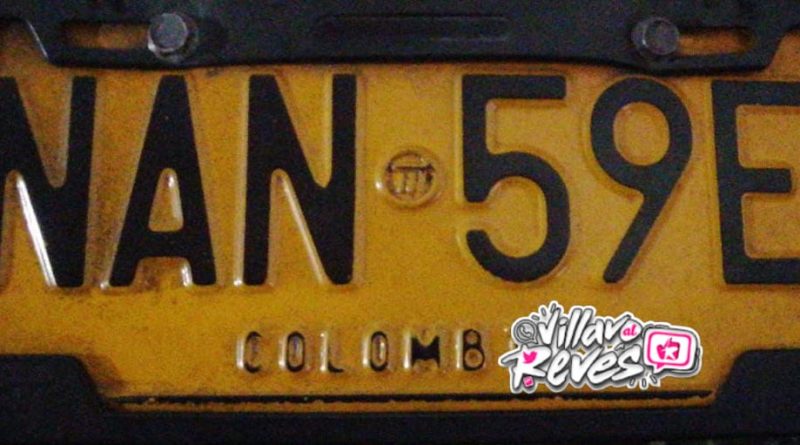 NAN 59E
COLOMB
Villav al
Revés